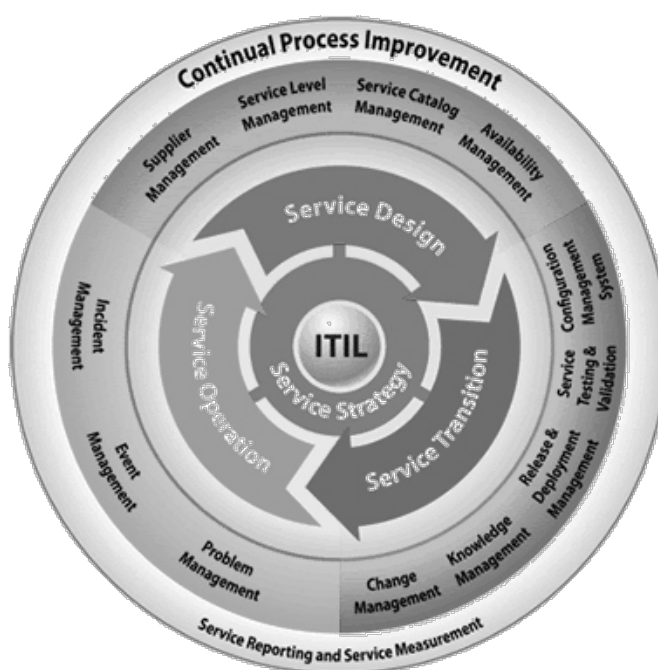 Continual Process Improvement
Supplier
Management
Service Level
Management
Service Catalog
Management
Availability
Management
Configuration
Management
System
Service
Testing &
Validation
Release &
Deployment
Management
Knowledge
Management
Change
Management
Problem
Management
Event
Management
Incident
Management
Service Design
Service Transition
Service Operation
ITIL
Service Strategy
Service Reporting and Service Measurement